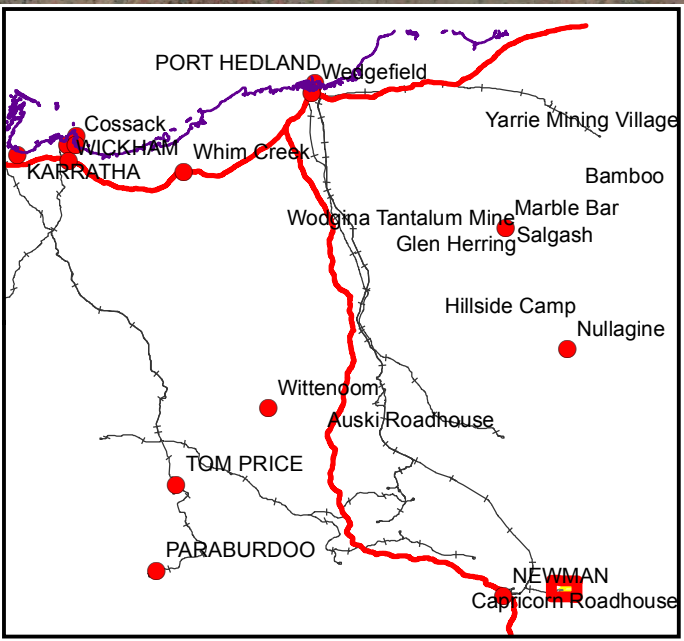 PORT HEDLAND
Wedgefield
Yarrie Mining Village
Cossack
WICKHAM
Whim Creek
KARRATHA
Bamboo
Marble Bar
Woogina Tantalum Mine
Salgash
Glen Herring
Hillside Camp
Nullagine
Wittenoom
Auski Roadhouse
TOM PRICE
PARABURDOO
NEWMAN
Capricorn Roadhouse